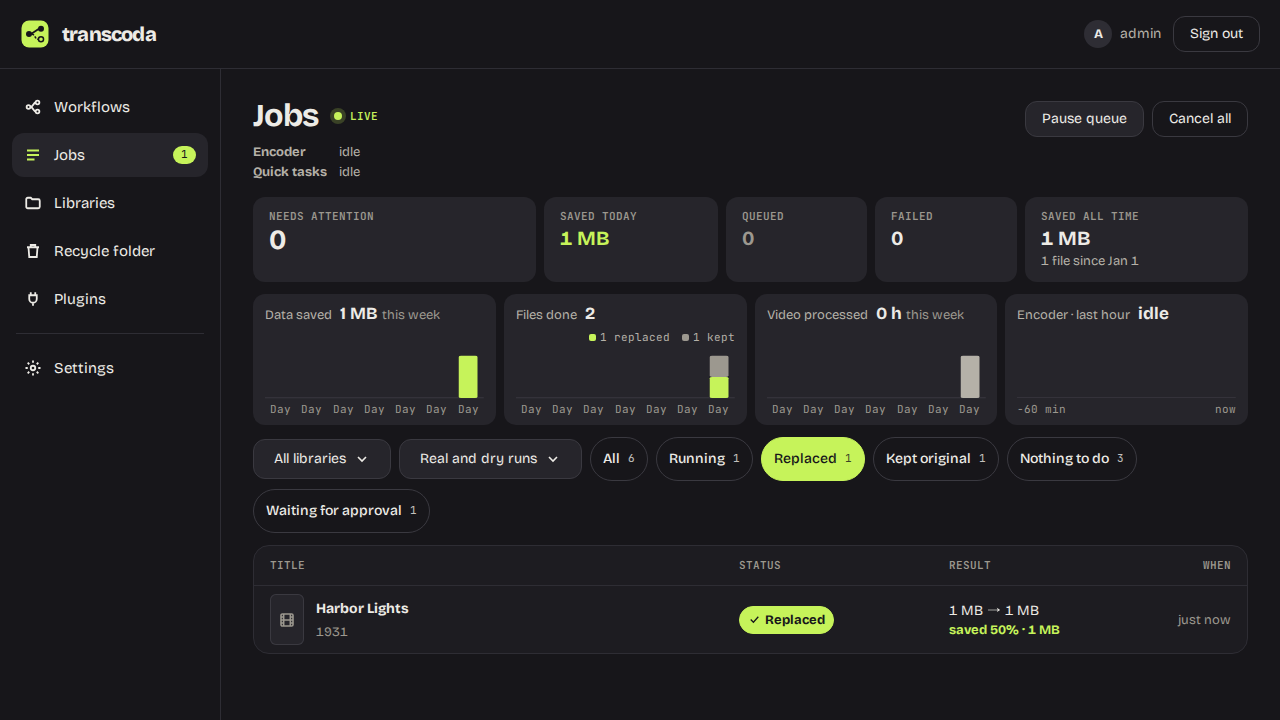 transcoda
A admin Sign out
Workflows
Jobs 1
Libraries
Recycle folder
Plugins
Settings
Jobs LIVE
Pause queue Cancel all
Encoder idle
Quick tasks idle
NEEDS ATTENTION
0
SAVED TODAY
1 MB
QUEUED
0
FAILED
0
SAVED ALL TIME
1 MB
1 file since Jan 1
Data saved 1 MB this week
Day Day Day Day Day Day Day
Files done 2
1 replaced 1 kept
Day Day Day Day Day Day Day
Video processed 0 h this week
Day Day Day Day Day Day Day
Encoder · last hour idle
-60 min now
All libraries Real and dry runs All 6 Running 1 Replaced 1 Kept original 1 Nothing to do 3
Waiting for approval 1
TITLE STATUS RESULT WHEN
Harbor Lights
1931
Replaced
1 MB → 1 MB
saved 50% · 1 MB
just now